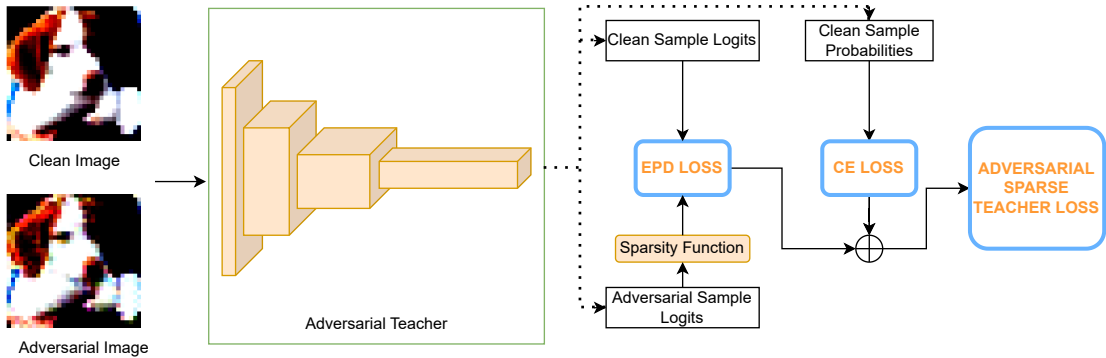 Clean Image
Adversarial Image
Adversarial Teacher
Clean Sample Logits
Clean Sample
Probabilities
EPD LOSS
CE LOSS
ADVERSARIAL
SPARSE
TEACHER LOSS
Sparsity Function
Adversarial Sample
Logits